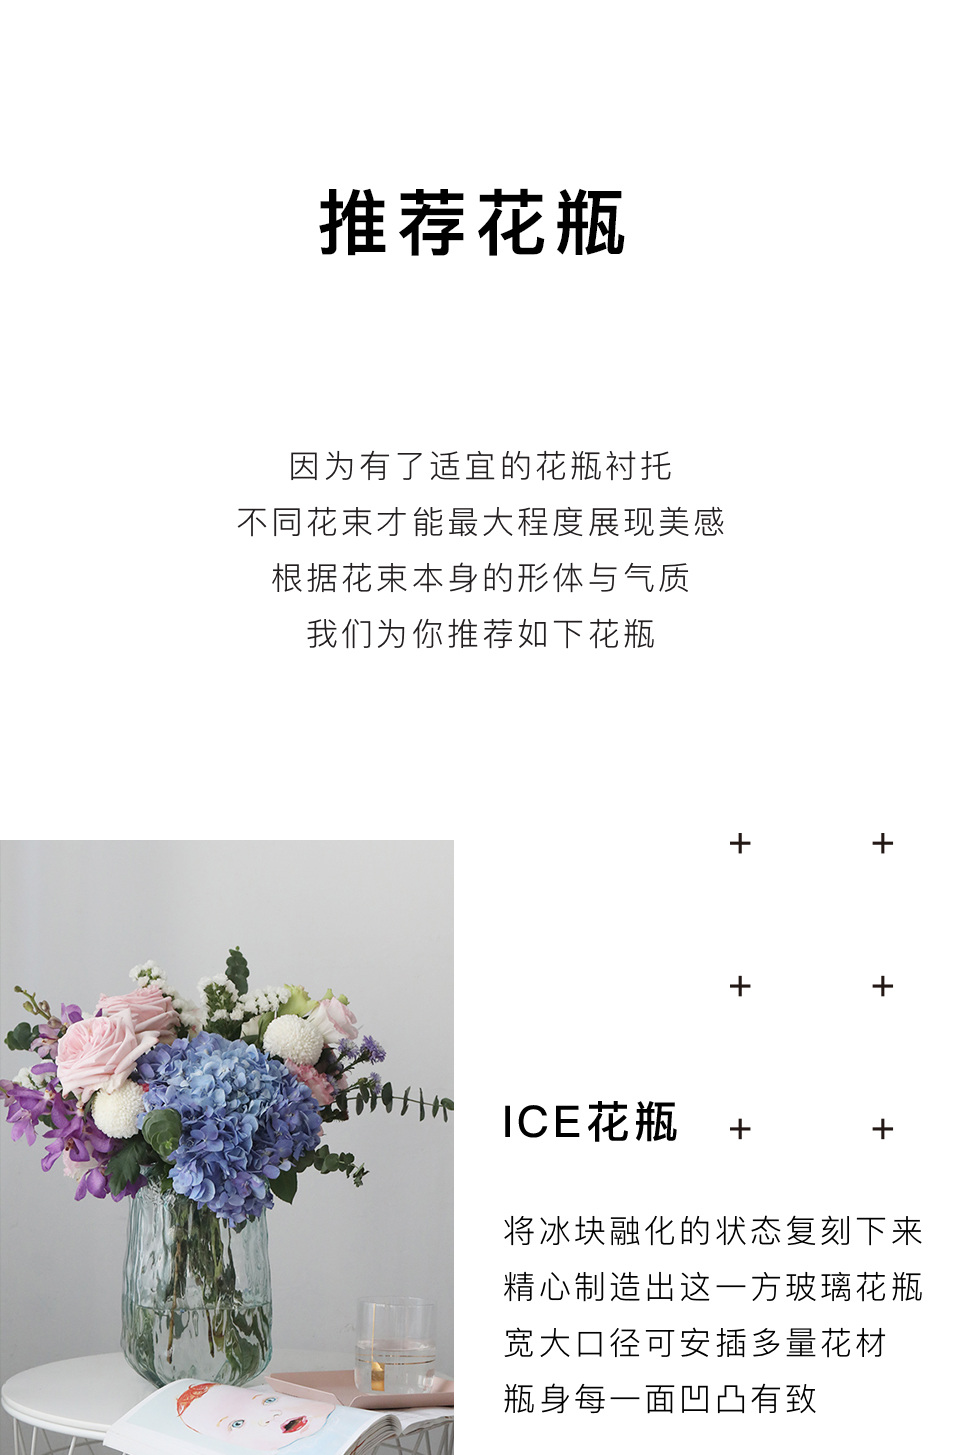 推荐花瓶
因为有了适宜的花瓶衬托
不同花束才能最大程度展现美感
根据花束本身的形体与气质
我们为你推荐如下花瓶
ICE花瓶
将冰块融化的状态复刻下来
精心制造出这一方玻璃花瓶
宽大口径可安插多量花材
瓶身每一面凹凸有致